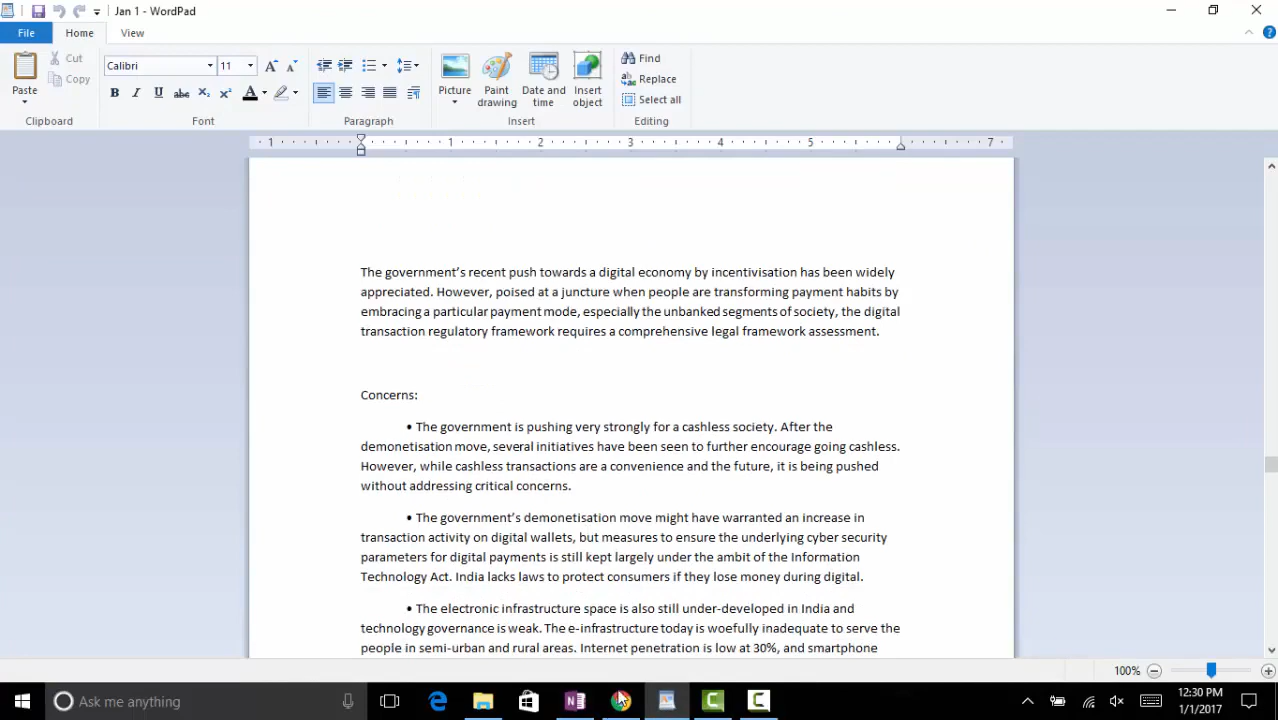 Jan 1 - WordPad
File Home View
Paste
Cut
Copy
Clipboard
Calibri 11
B I U abc X₂ X² A
Font
Paragraph
Picture
Paint drawing
Date and time
Insert object
Insert
Find
Replace
Select all
Editing
1 1 2 3 4 5 7
The government’s recent push towards a digital economy by incentivisation has been widely
appreciated. However, poised at a juncture when people are transforming payment habits by
embracing a particular payment mode, especially the unbanked segments of society, the digital
transaction regulatory framework requires a comprehensive legal framework assessment.
Concerns:
• The government is pushing very strongly for a cashless society. After the
demonetisation move, several initiatives have been seen to further encourage going cashless.
However, while cashless transactions are a convenience and the future, it is being pushed
without addressing critical concerns.
• The government’s demonetisation move might have warranted an increase in
transaction activity on digital wallets, but measures to ensure the underlying cyber security
parameters for digital payments is still kept largely under the ambit of the Information
Technology Act. India lacks laws to protect consumers if they lose money during digital.
• The electronic infrastructure space is also still under-developed in India and
technology governance is weak. The e-infrastructure today is woefully inadequate to serve the
people in semi-urban and rural areas. Internet penetration is low at 30%, and smartphone
100%
Ask me anything
12:30 PM
1/1/2017